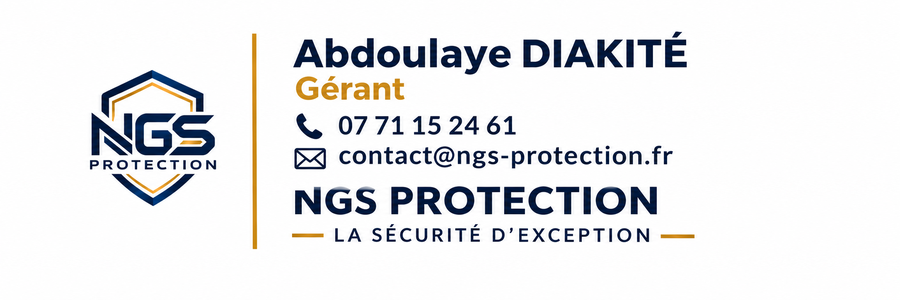 NGS
PROTECTION
Abdoulaye DIAKITÉ
Gérant
07 71 15 24 61
contact@ngs-protection.fr
NGS PROTECTION
LA SÉCURITÉ D'EXCEPTION